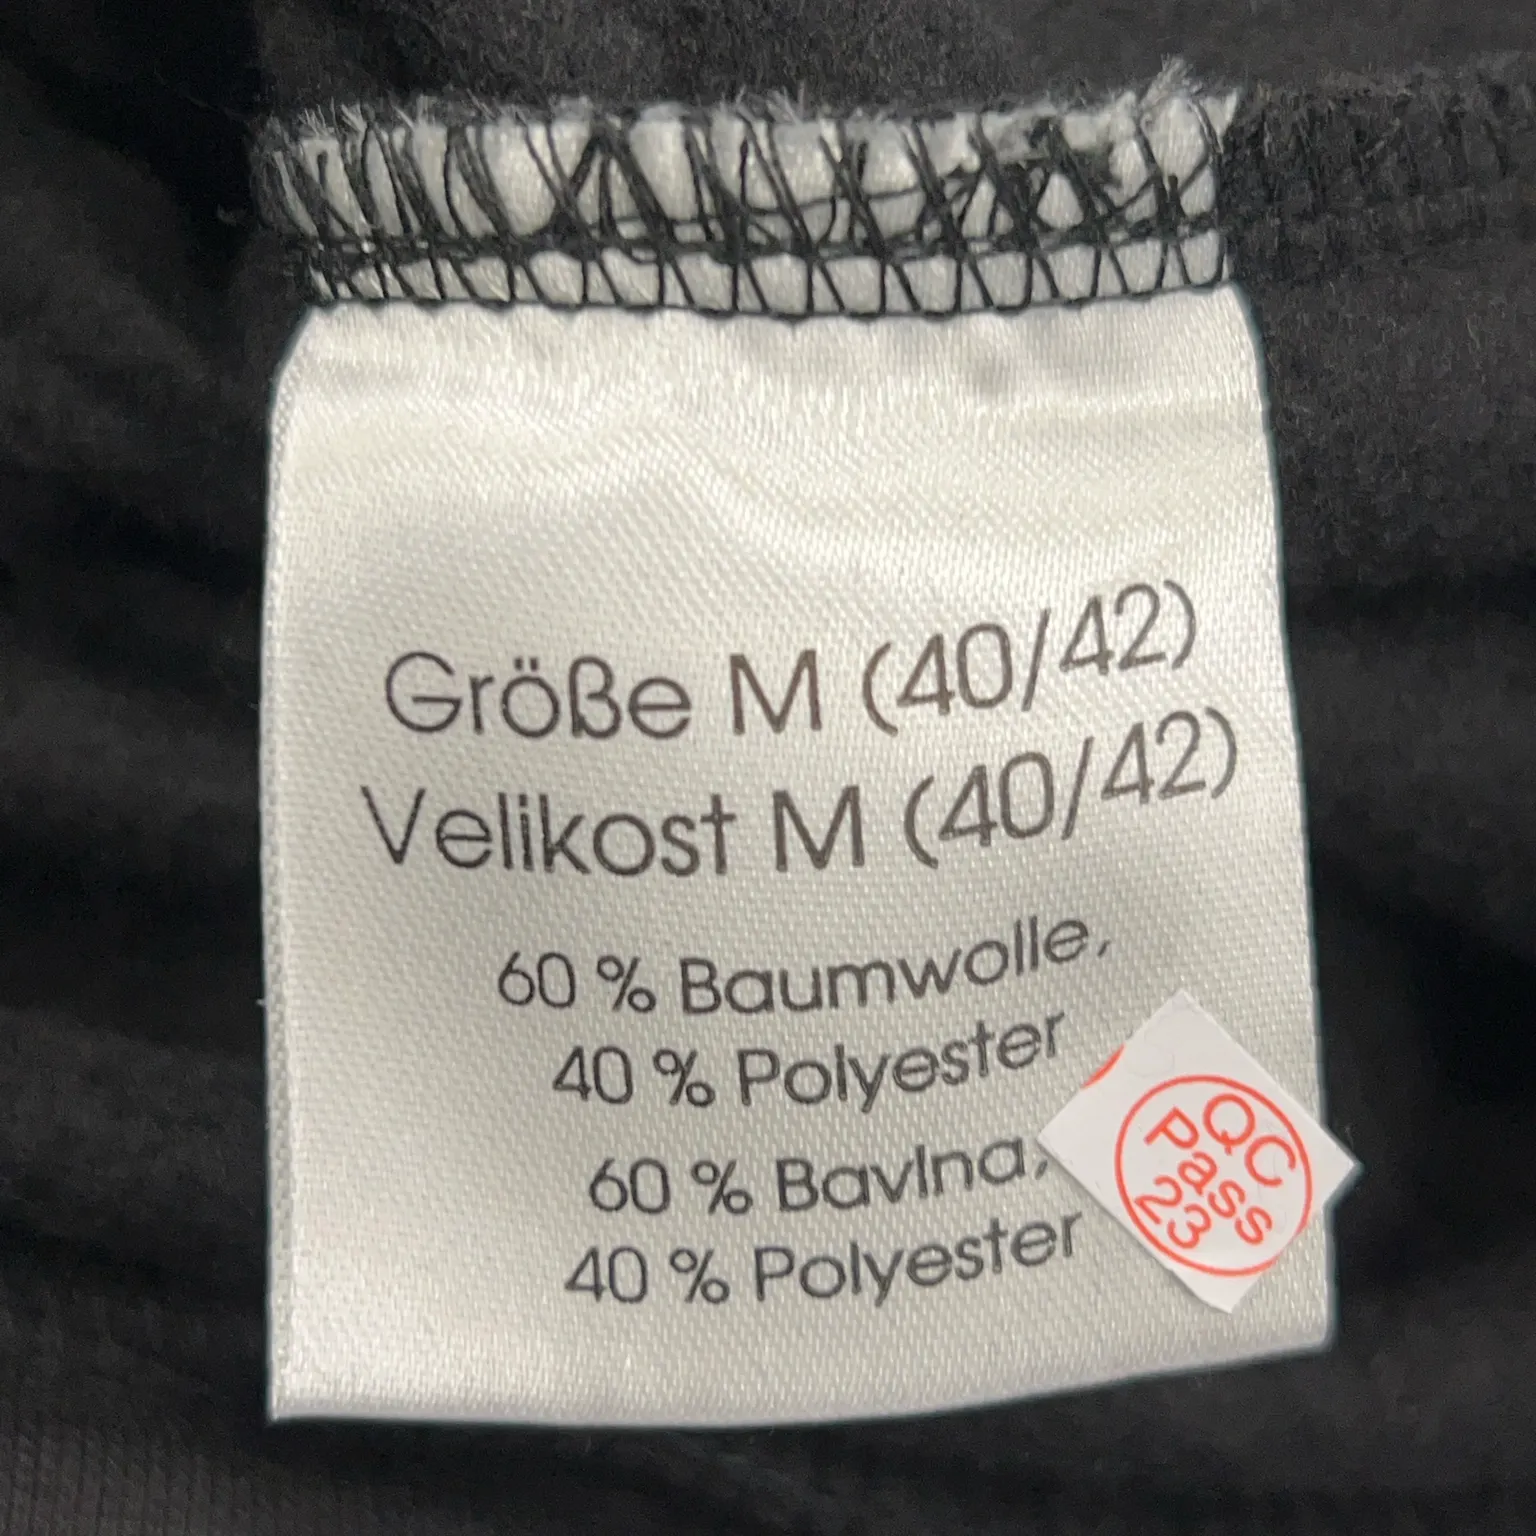 Größe M (40/42)
Velikost M (40/42)
60 % Baumwolle,
40 % Polyester
60 % Bavlna,
40 % Polyester
QC
Pass
23